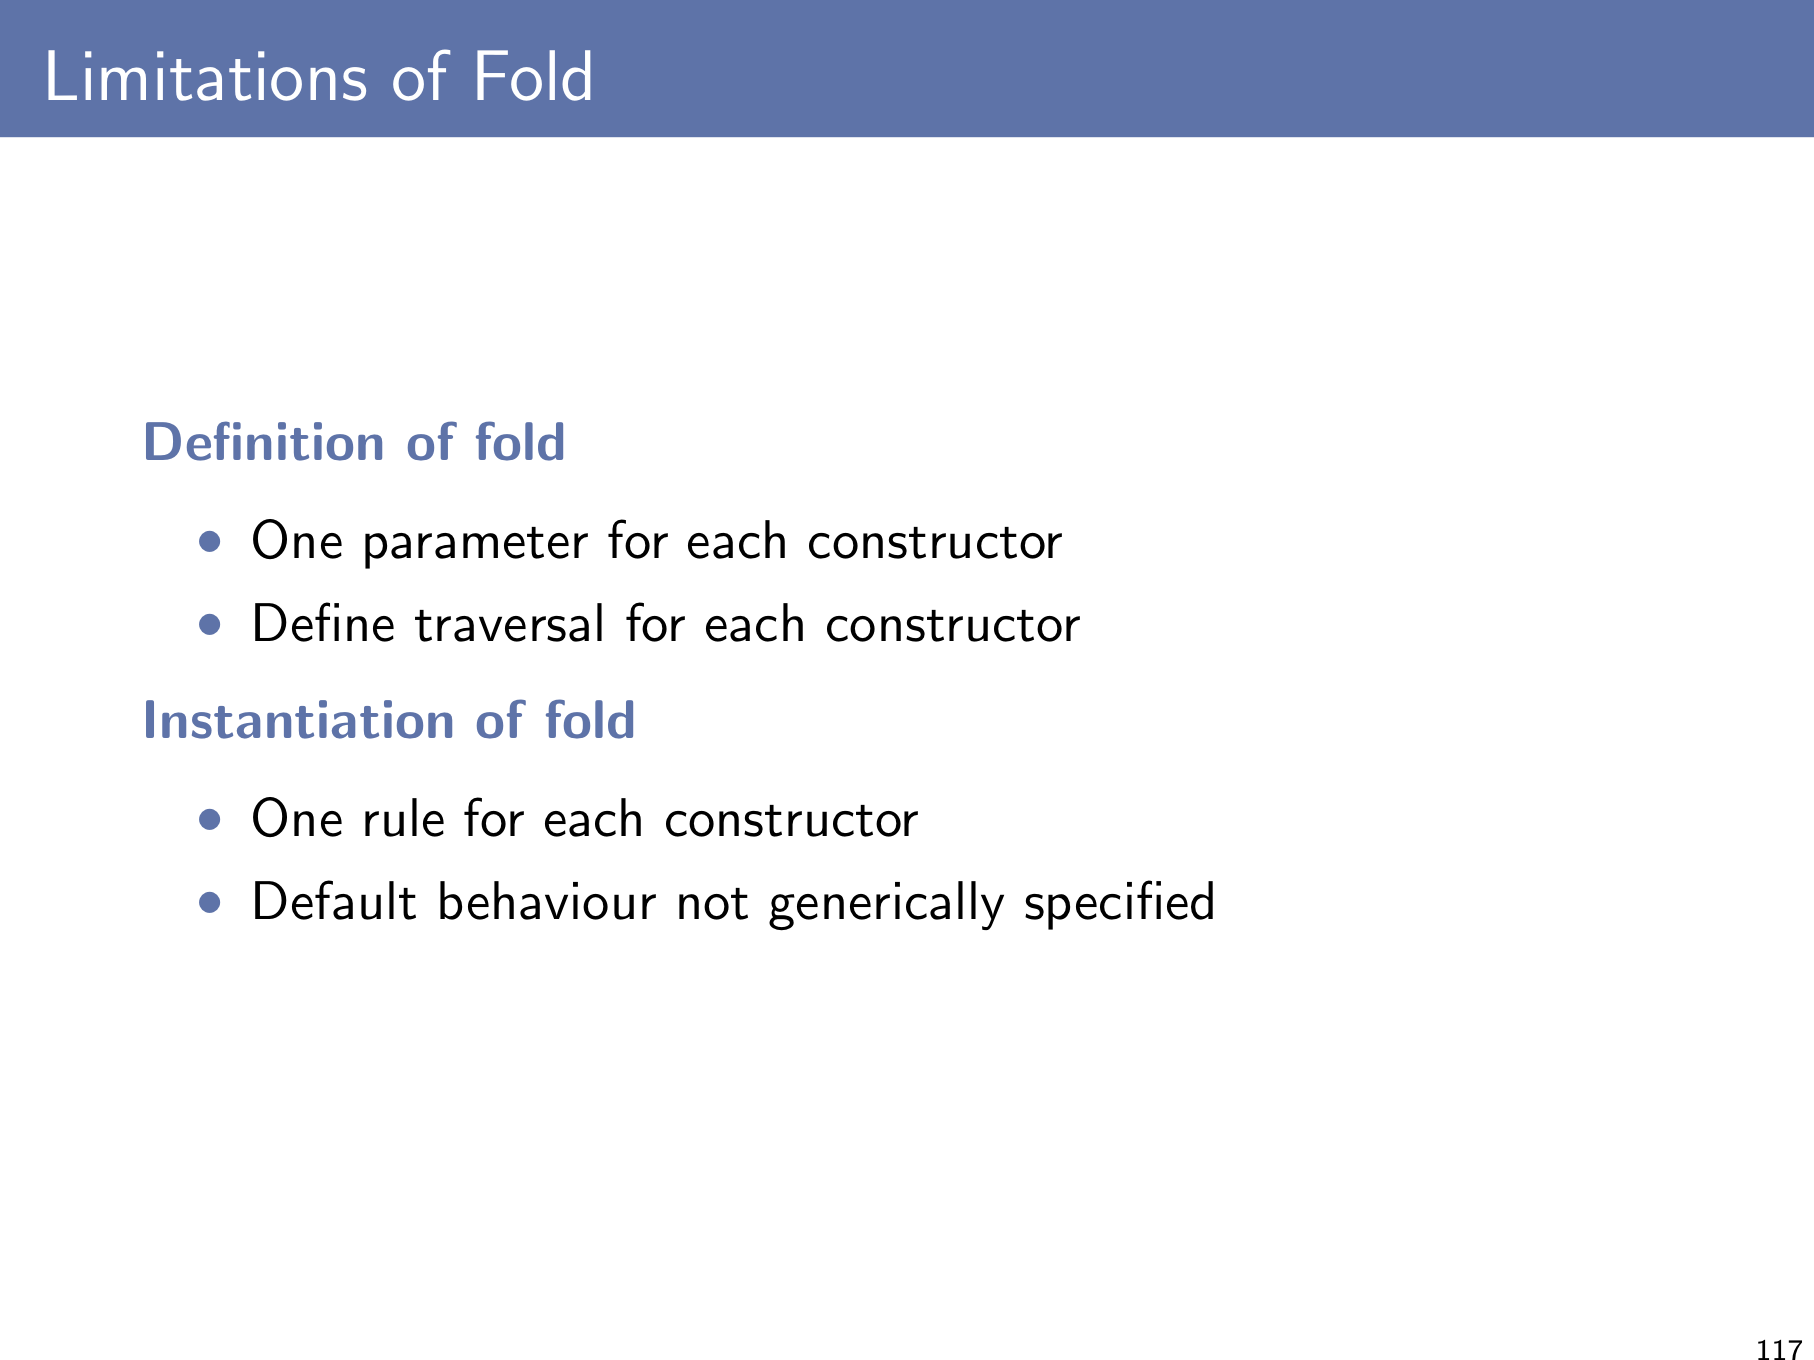 Limitations of Fold
Definition of fold
• One parameter for each constructor
• Define traversal for each constructor
Instantiation of fold
• One rule for each constructor
• Default behaviour not generically specified
117